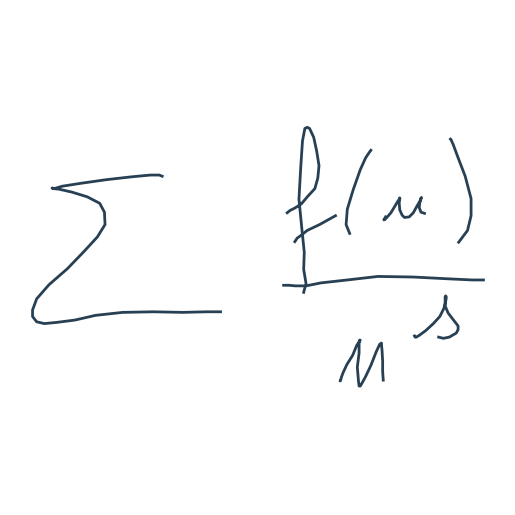 ∑ f(n) / n^s